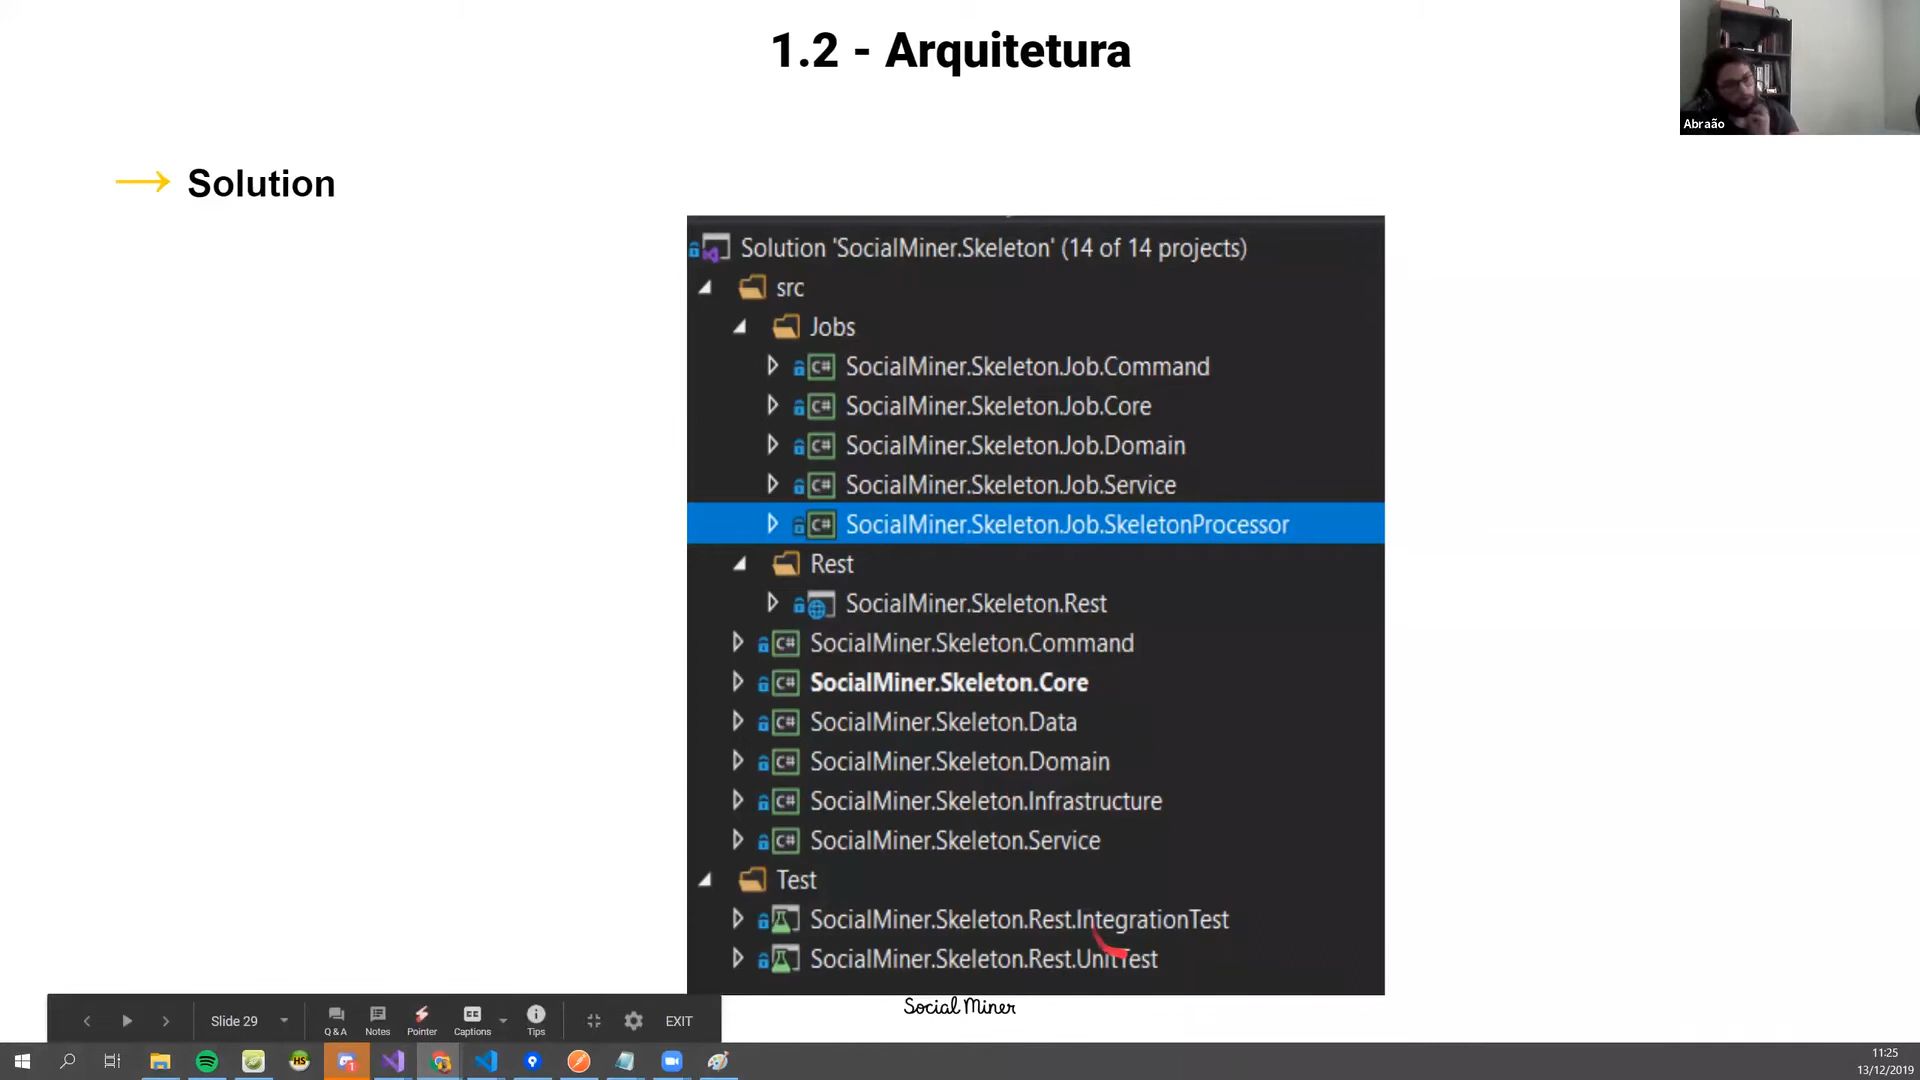 1.2 - Arquitetura
Abraão
Solution
Solution 'SocialMiner.Skeleton' (14 of 14 projects)
src
Jobs
C# SocialMiner.Skeleton.Job.Command
C# SocialMiner.Skeleton.Job.Core
C# SocialMiner.Skeleton.Job.Domain
C# SocialMiner.Skeleton.Job.Service
C# SocialMiner.Skeleton.Job.SkeletonProcessor
Rest
SocialMiner.Skeleton.Rest
C# SocialMiner.Skeleton.Command
C# SocialMiner.Skeleton.Core
C# SocialMiner.Skeleton.Data
C# SocialMiner.Skeleton.Domain
C# SocialMiner.Skeleton.Infrastructure
C# SocialMiner.Skeleton.Service
Test
SocialMiner.Skeleton.Rest.IntegrationTest
SocialMiner.Skeleton.Rest.UnitTest
Social Miner
Slide 29
Q & A
Notes
Pointer
CC
Captions
Tips
EXIT
HS
1
11:25
13/12/2019